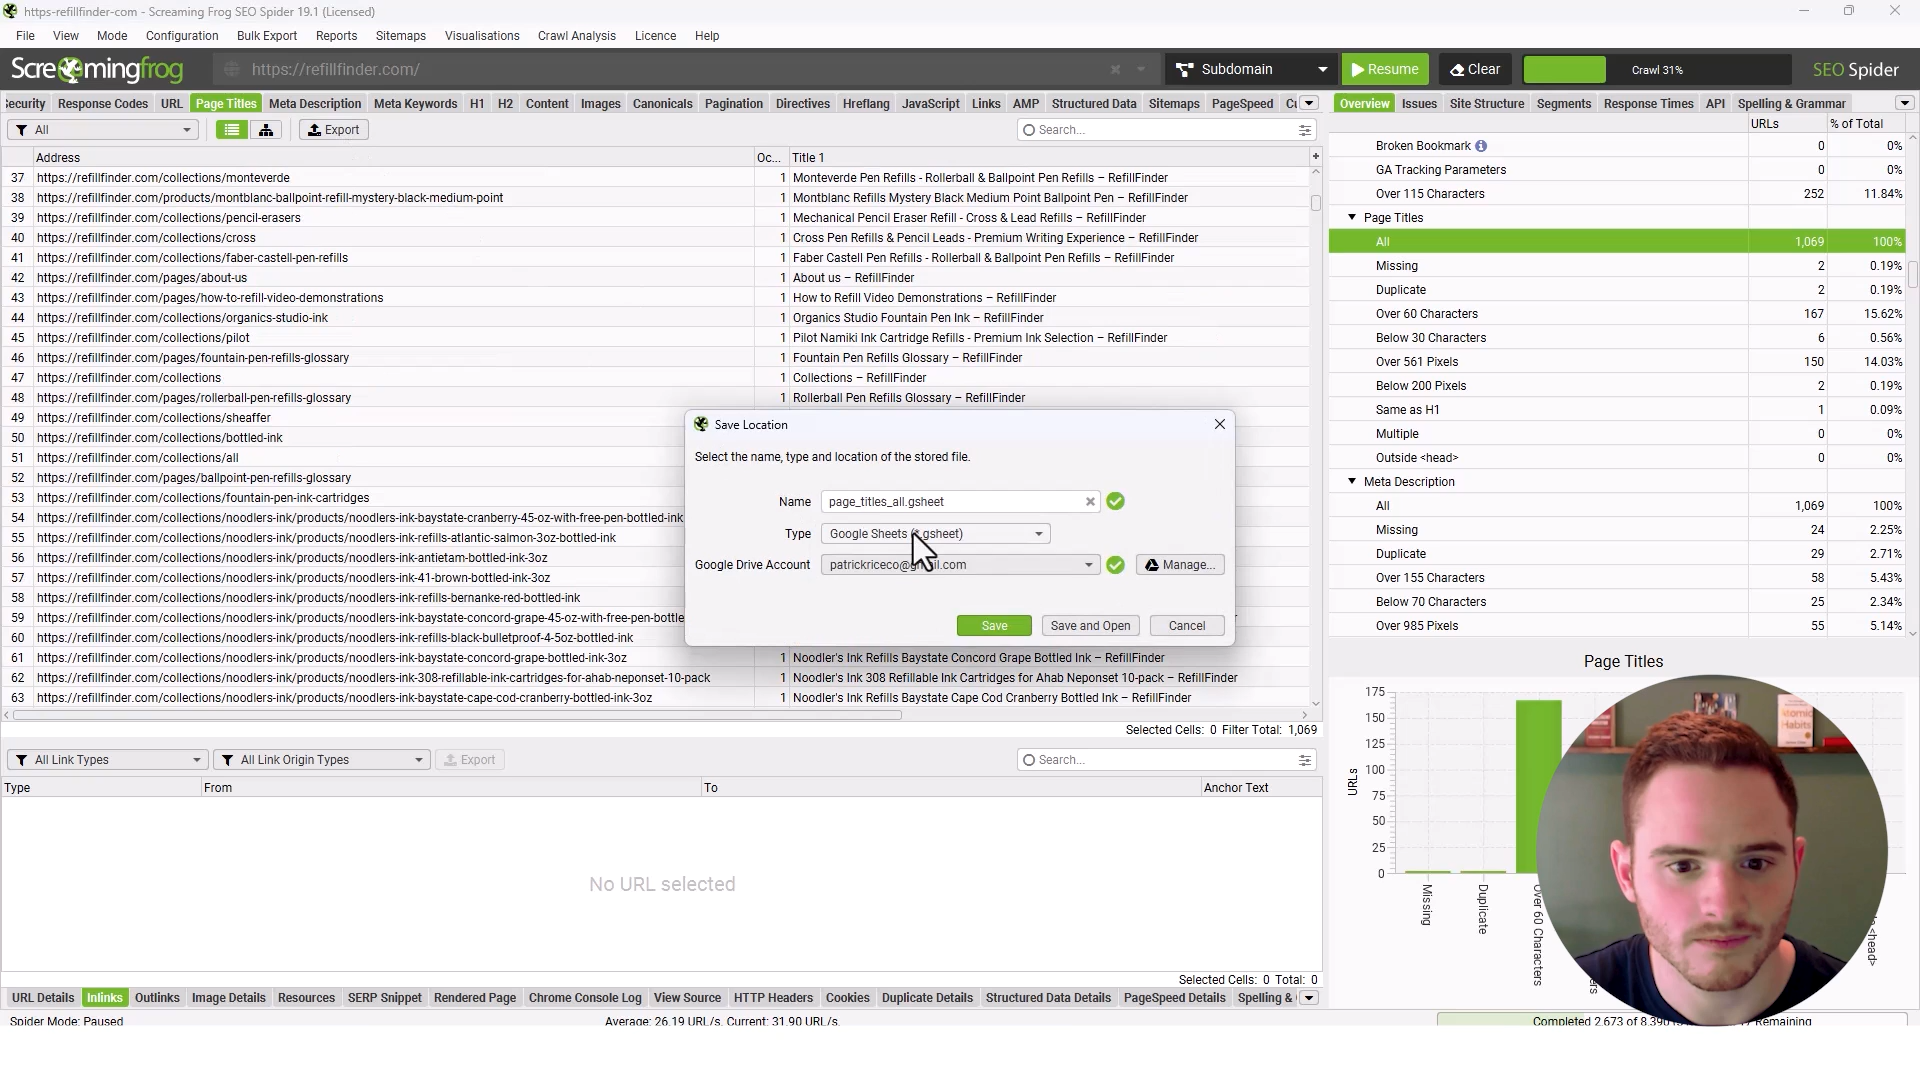 https-refillfinder-com - Screaming Frog SEO Spider 19.1 (Licensed)
File View Mode Configuration Bulk Export Reports Sitemaps Visualisations Crawl Analysis Licence Help
Screamingfrog https://refillfinder.com/ Subdomain Resume Clear Crawl 31% SEO Spider
ecurity Response Codes URL Page Titles Meta Description Meta Keywords H1 H2 Content Images Canonicals Pagination Directives Hreflang JavaScript Links AMP Structured Data Sitemaps PageSpeed Overview Issues Site Structure Segments Response Times API Spelling & Grammar
All Export Search... URLs % of Total
Address Oc... Title 1 +
37 https://refillfinder.com/collections/monteverde 1 Monteverde Pen Refills - Rollerball & Ballpoint Pen Refills – RefillFinder
38 https://refillfinder.com/products/montblanc-ballpoint-refill-mystery-black-medium-point 1 Montblanc Refills Mystery Black Medium Point Ballpoint Pen – RefillFinder
39 https://refillfinder.com/collections/pencil-erasers 1 Mechanical Pencil Eraser Refill - Cross & Lead Refills – RefillFinder
40 https://refillfinder.com/collections/cross 1 Cross Pen Refills & Pencil Leads - Premium Writing Experience – RefillFinder
41 https://refillfinder.com/collections/faber-castell-pen-refills 1 Faber Castell Pen Refills - Rollerball & Ballpoint Pen Refills – RefillFinder
42 https://refillfinder.com/pages/about-us 1 About us – RefillFinder
43 https://refillfinder.com/pages/how-to-refill-video-demonstrations 1 How to Refill Video Demonstrations – RefillFinder
44 https://refillfinder.com/collections/organics-studio-ink 1 Organics Studio Fountain Pen Ink – RefillFinder
45 https://refillfinder.com/collections/pilot 1 Pilot Namiki Ink Cartridge Refills - Premium Ink Selection – RefillFinder
46 https://refillfinder.com/pages/fountain-pen-refills-glossary 1 Fountain Pen Refills Glossary – RefillFinder
47 https://refillfinder.com/collections 1 Collections – RefillFinder
48 https://refillfinder.com/pages/rollerball-pen-refills-glossary 1 Rollerball Pen Refills Glossary – RefillFinder
49 https://refillfinder.com/collections/sheaffer
50 https://refillfinder.com/collections/bottled-ink
51 https://refillfinder.com/collections/all
52 https://refillfinder.com/pages/ballpoint-pen-refills-glossary
53 https://refillfinder.com/collections/fountain-pen-ink-cartridges
54 https://refillfinder.com/collections/noodlers-ink/products/noodlers-ink-baystate-cranberry-45-oz-with-free-pen-bottled-ink
55 https://refillfinder.com/collections/noodlers-ink/products/noodlers-ink-refills-atlantic-salmon-3oz-bottled-ink
56 https://refillfinder.com/collections/noodlers-ink/products/noodlers-ink-antietam-bottled-ink-3oz
57 https://refillfinder.com/collections/noodlers-ink/products/noodlers-ink-41-brown-bottled-ink-3oz
58 https://refillfinder.com/collections/noodlers-ink/products/noodlers-ink-refills-bernanke-red-bottled-ink
59 https://refillfinder.com/collections/noodlers-ink/products/noodlers-ink-baystate-concord-grape-45-oz-with-free-pen-bottle
60 https://refillfinder.com/collections/noodlers-ink/products/noodlers-ink-refills-black-bulletproof-4-5oz-bottled-ink
61 https://refillfinder.com/collections/noodlers-ink/products/noodlers-ink-baystate-concord-grape-bottled-ink-3oz 1 Noodler's Ink Refills Baystate Concord Grape Bottled Ink – RefillFinder
62 https://refillfinder.com/collections/noodlers-ink/products/noodlers-ink-308-refillable-ink-cartridges-for-ahab-neponset-10-pack 1 Noodler's Ink 308 Refillable Ink Cartridges for Ahab Neponset 10-pack – RefillFinder
63 https://refillfinder.com/collections/noodlers-ink/products/noodlers-ink-baystate-cape-cod-cranberry-bottled-ink-3oz 1 Noodler's Ink Refills Baystate Cape Cod Cranberry Bottled Ink – RefillFinder
Selected Cells: 0 Filter Total: 1,069
Save Location
Select the name, type and location of the stored file.
Name page_titles_all.gsheet
Type Google Sheets (*.gsheet)
Google Drive Account Manage...
Save Save and Open Cancel
Broken Bookmark 0 0%
GA Tracking Parameters 0 0%
Over 115 Characters 252 11.84%
Page Titles
All 1,069 100%
Missing 2 0.19%
Duplicate 2 0.19%
Over 60 Characters 167 15.62%
Below 30 Characters 6 0.56%
Over 561 Pixels 150 14.03%
Below 200 Pixels 2 0.19%
Same as H1 1 0.09%
Multiple 0 0%
Outside <head> 0 0%
Meta Description
All 1,069 100%
Missing 24 2.25%
Duplicate 29 2.71%
Over 155 Characters 58 5.43%
Below 70 Characters 25 2.34%
Over 985 Pixels 55 5.14%
Page Titles
175
150
125
100
75
50
25
0
URLs
Missing
Duplicate
Over 60 Characters
<head>
Atomic Habits
All Link Types All Link Origin Types Export Search...
Type From To Anchor Text
No URL selected
Selected Cells: 0 Total: 0
URL Details Inlinks Outlinks Image Details Resources SERP Snippet Rendered Page Chrome Console Log View Source HTTP Headers Cookies Duplicate Details Structured Data Details PageSpeed Details Spelling &
Spider Mode: Paused Average: 26.19 URL/s. Current: 31.90 URL/s. Completed 2,673 of 8,390 Remaining